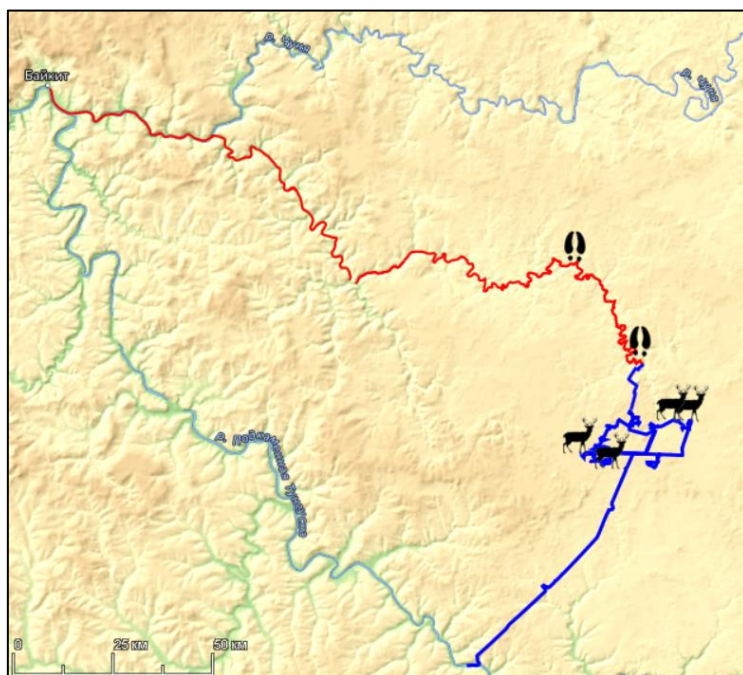 р. Чуня
Байкит
р. Чуня
р. Подкаменная Тунгуска
0 25 км 50 км